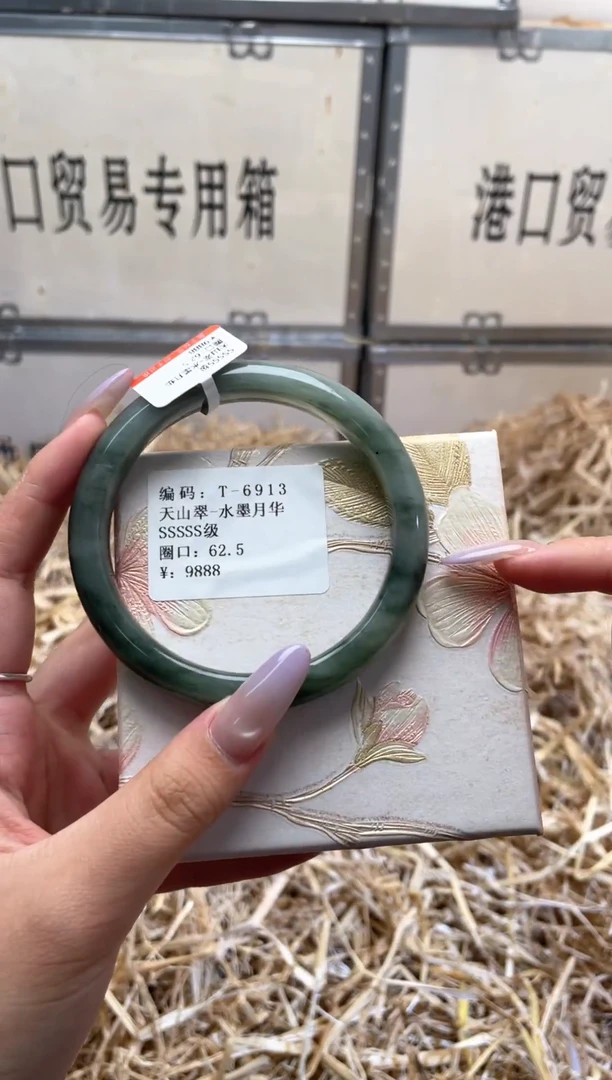 口贸易专用箱
港口贸
编码：T-6913
天山翠-水墨月华
SSSSS级
圈口：62.5
¥：9888